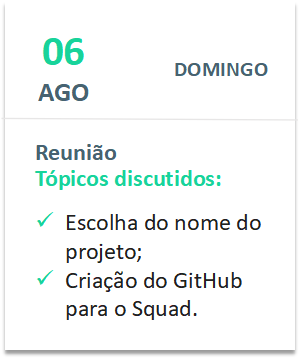 06
AGO
DOMINGO
Reunião
Tópicos discutidos:
✓ Escolha do nome do
projeto;
✓ Criação do GitHub
para o Squad.